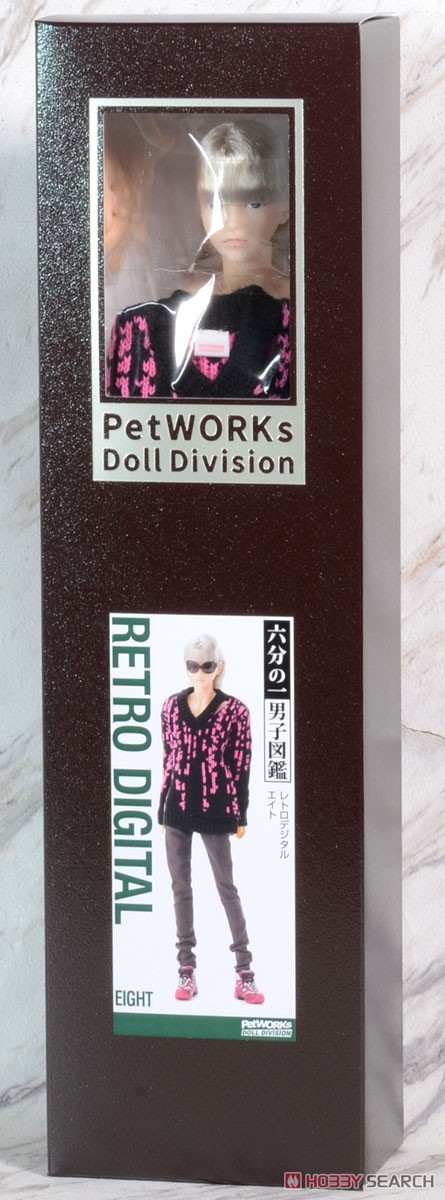 PetWORKs
Doll Division
RETRO DIGITAL
六分の一男子図鑑
レトロデジタル
エイト
EIGHT
PetWORKs
DOLL DIVISION
HOBBY SEARCH